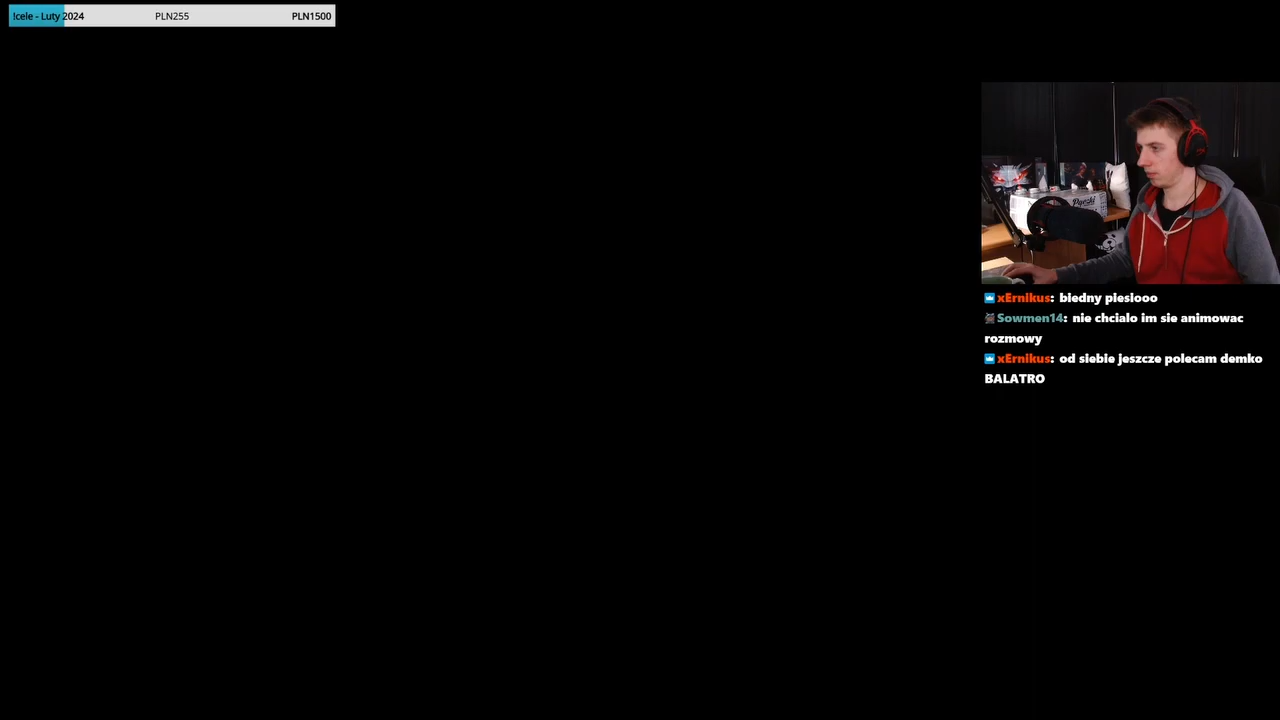 !cele - Luty 2024 PLN255 PLN1500
xErnikus: biedny piesiooo
Sowmen14: nie chcialo im sie animowac
rozmowy
xErnikus: od siebie jeszcze polecam demko
BALATRO